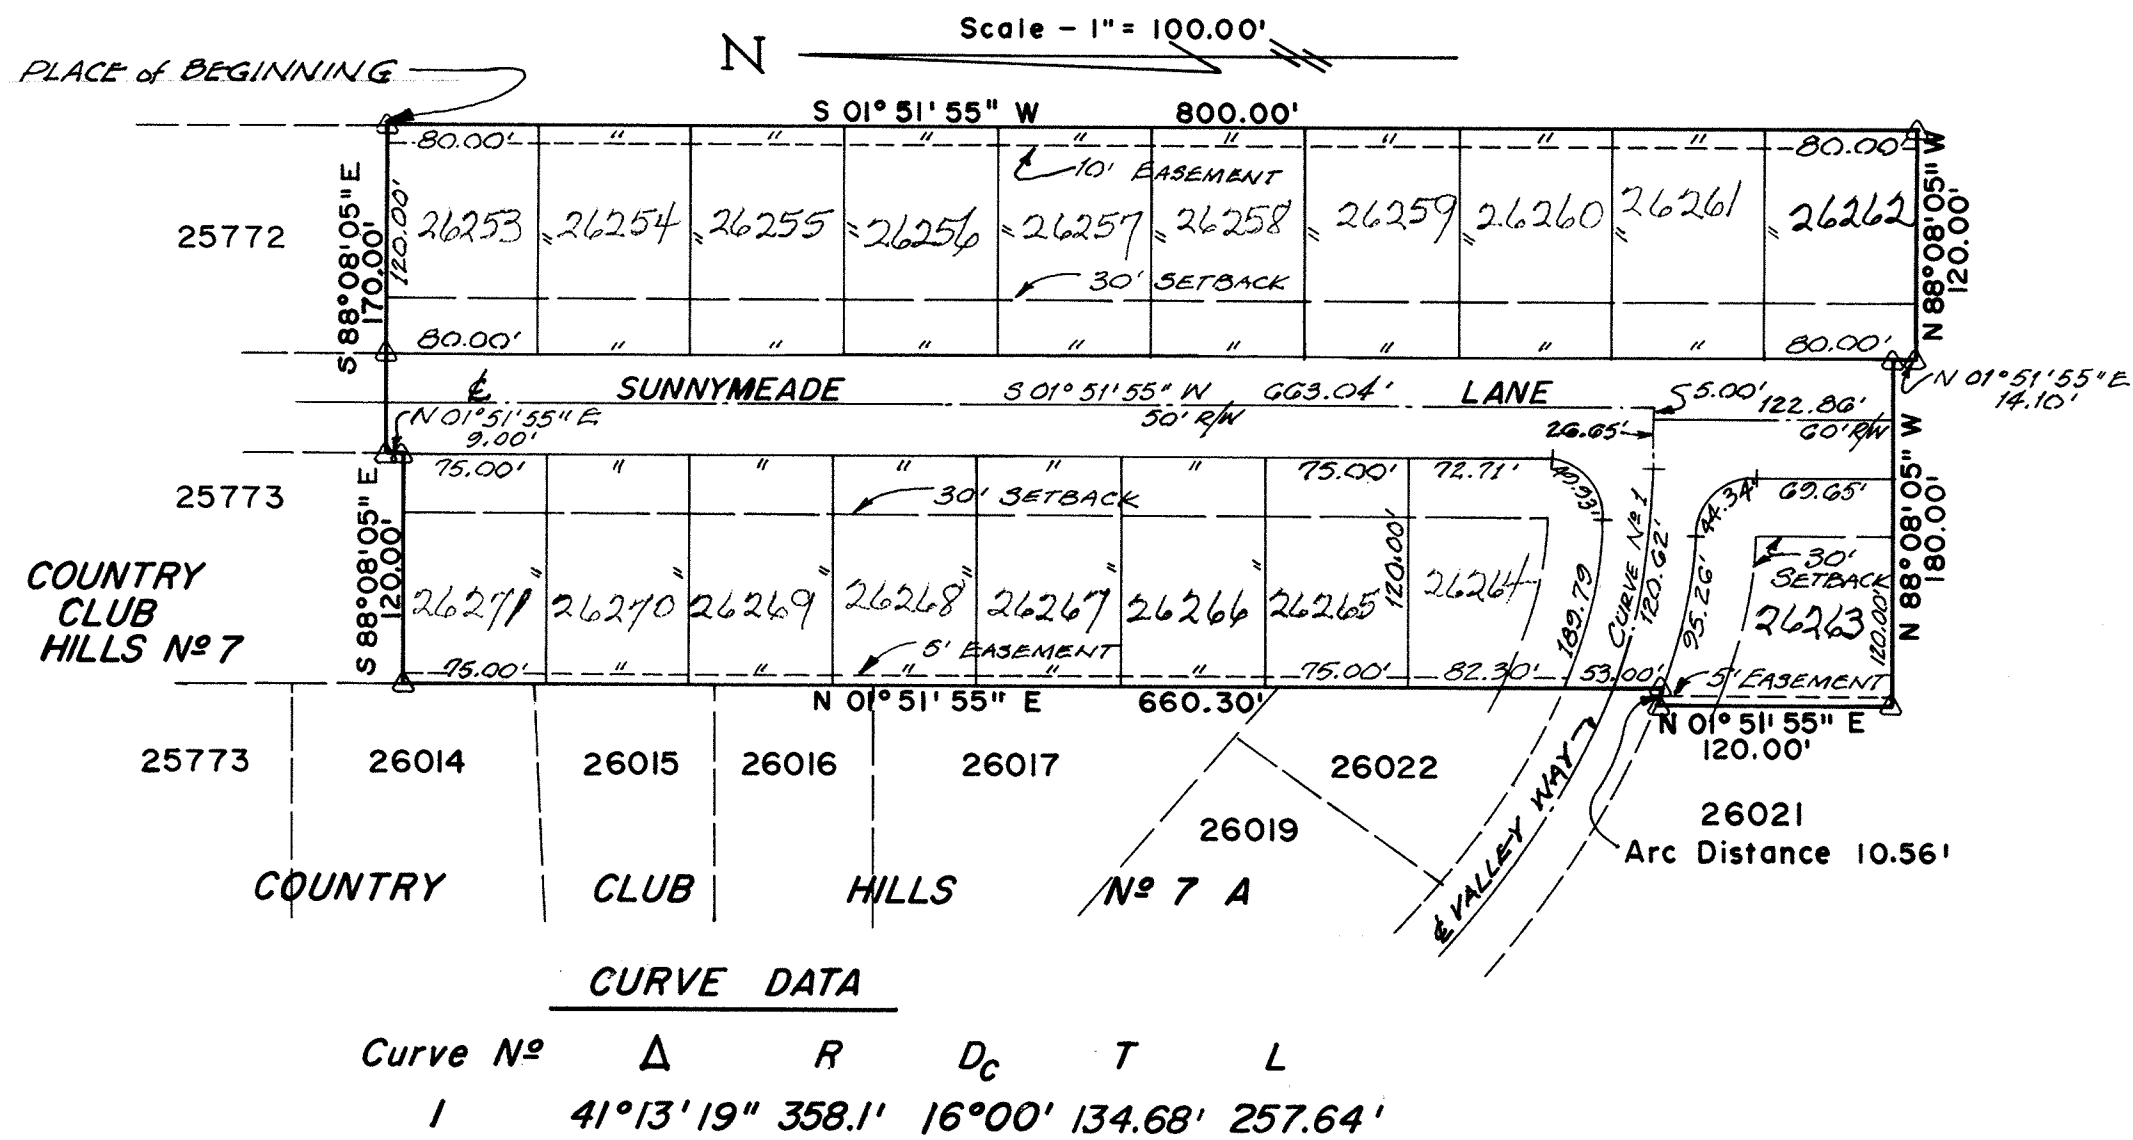 Scale - 1" = 100.00'
N
PLACE of BEGINNING
S 01° 51' 55" W 800.00'
80.00' " " " " " " " " 80.00'
10' EASEMENT
S 88° 08' 05" E
170.00'
120.00'
25772
26253 " 26254 " 26255 " 26256 " 26257 " 26258 " 26259 " 26260 " 26261 " 26262
N 88° 08' 05" W
120.00'
30' SETBACK
80.00' " " " " " " " " 80.00'
℄ SUNNYMEADE S 01° 51' 55" W 663.04' LANE
50' R/W
5.00'
122.86'
60' R/W
N 01° 51' 55" E
14.10'
N 01° 51' 55" E
9.00'
26.65'
75.00' " " " " " 75.00' 72.71'
40.93'
44.34'
69.65'
25773
30' SETBACK
S 88° 08' 05" E
120.00'
N 88° 08' 05" W
180.00'
COUNTRY
CLUB
HILLS Nº 7
26271 " 26270 " 26269 " 26268 " 26267 " 26266 " 26265 120.00' 26264
189.79
CURVE Nº 1
120.62'
95.26'
30'
SETBACK
26263
120.00'
5' EASEMENT
75.00' " " " " " 75.00' 82.30' 53.00'
5' EASEMENT
N 01° 51' 55" E 660.30'
N 01° 51' 55" E
120.00'
25773 26014 26015 26016 26017 26022
26019
26021
Arc Distance 10.56'
℄ VALLEY WAY
COUNTRY CLUB HILLS Nº 7 A
CURVE DATA
Curve Nº Δ R Dc T L
1 41°13'19" 358.1' 16°00' 134.68' 257.64'